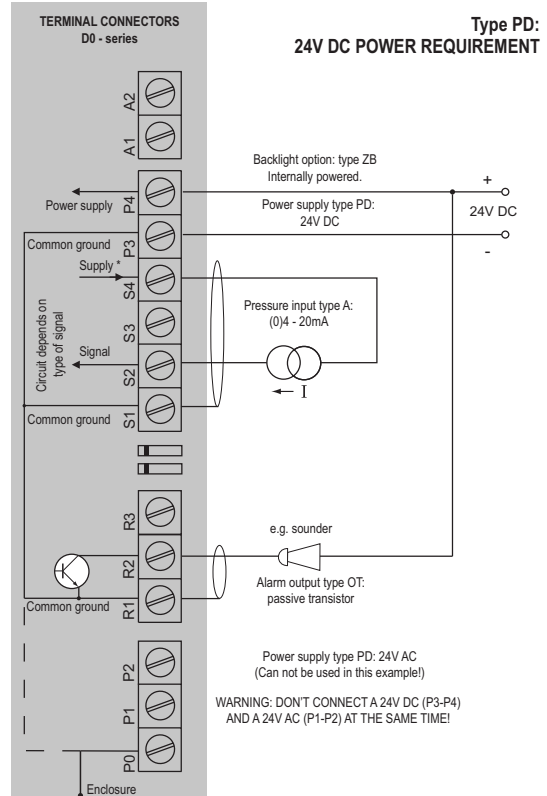 TERMINAL CONNECTORS
D0 - series
Type PD:
24V DC POWER REQUIREMENT
A2
A1
P4
Power supply
Backlight option: type ZB
Internally powered.
Power supply type PD:
24V DC
+
24V DC
-
P3
Common ground
Supply *
S4
S3
Circuit depends on
type of signal
Signal
S2
Pressure input type A:
(0)4 - 20mA
I
S1
Common ground
R3
R2
e.g. sounder
Alarm output type OT:
passive transistor
R1
Common ground
P2
P1
P0
Power supply type PD: 24V AC
(Can not be used in this example!)
WARNING: DON'T CONNECT A 24V DC (P3-P4)
AND A 24V AC (P1-P2) AT THE SAME TIME!
Enclosure